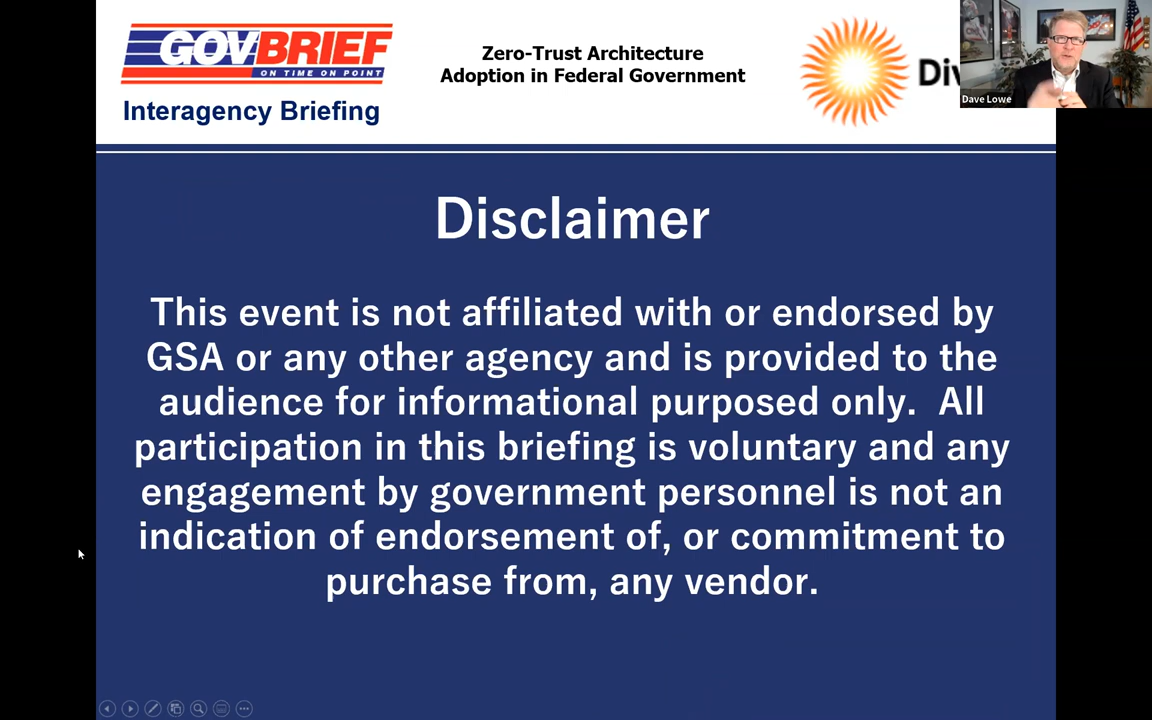 GOVBRIEF
ON TIME ON POINT
Interagency Briefing
Zero-Trust Architecture
Adoption in Federal Government
Dave Lowe
Disclaimer
This event is not affiliated with or endorsed by
GSA or any other agency and is provided to the
audience for informational purposed only.  All
participation in this briefing is voluntary and any
engagement by government personnel is not an
indication of endorsement of, or commitment to
purchase from, any vendor.